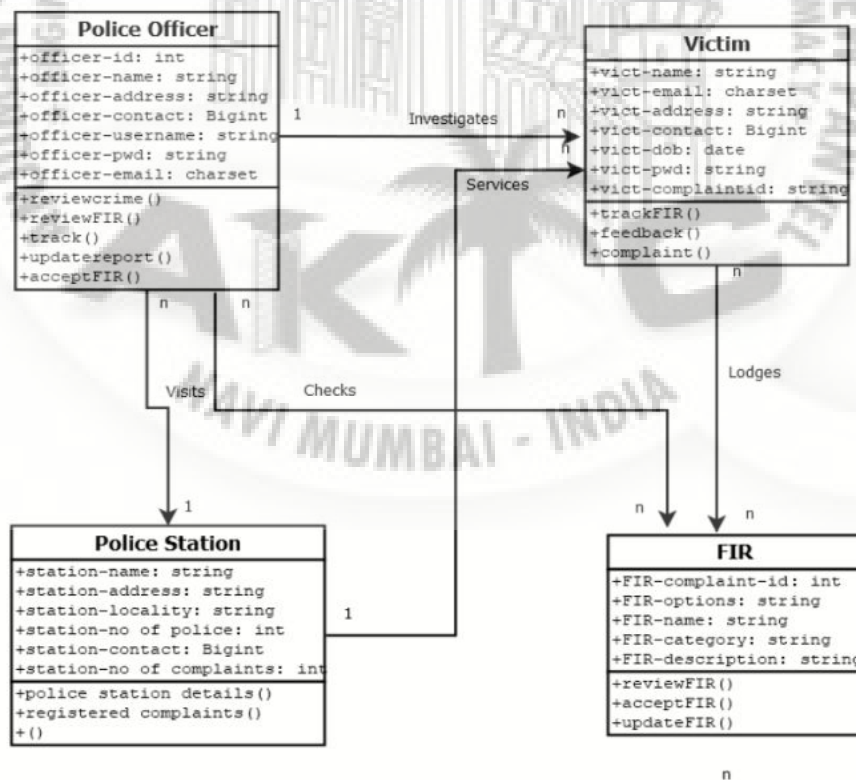 Police Officer
+officer-id: int
+officer-name: string
+officer-address: string
+officer-contact: Bigint
+officer-username: string
+officer-pwd: string
+officer-email: charset
+reviewcrime()
+reviewFIR()
+track()
+updatereport()
+acceptFIR()
1
Investigates
n
n
Services
Victim
+vict-name: string
+vict-email: charset
+vict-address: string
+vict-contact: Bigint
+vict-dob: date
+vict-pwd: string
+vict-complaintid: string
+trackFIR()
+feedback()
+complaint()
n
n
n
Visits
Checks
Lodges
AKTC
NAVI MUMBAI - INDIA
1
n
n
Police Station
+station-name: string
+station-address: string
+station-locality: string
+station-no of police: int
+station-contact: Bigint
+station-no of complaints: int
+police station details()
+registered complaints()
+()
1
FIR
+FIR-complaint-id: int
+FIR-options: string
+FIR-name: string
+FIR-category: string
+FIR-description: string
+reviewFIR()
+acceptFIR()
+updateFIR()
n